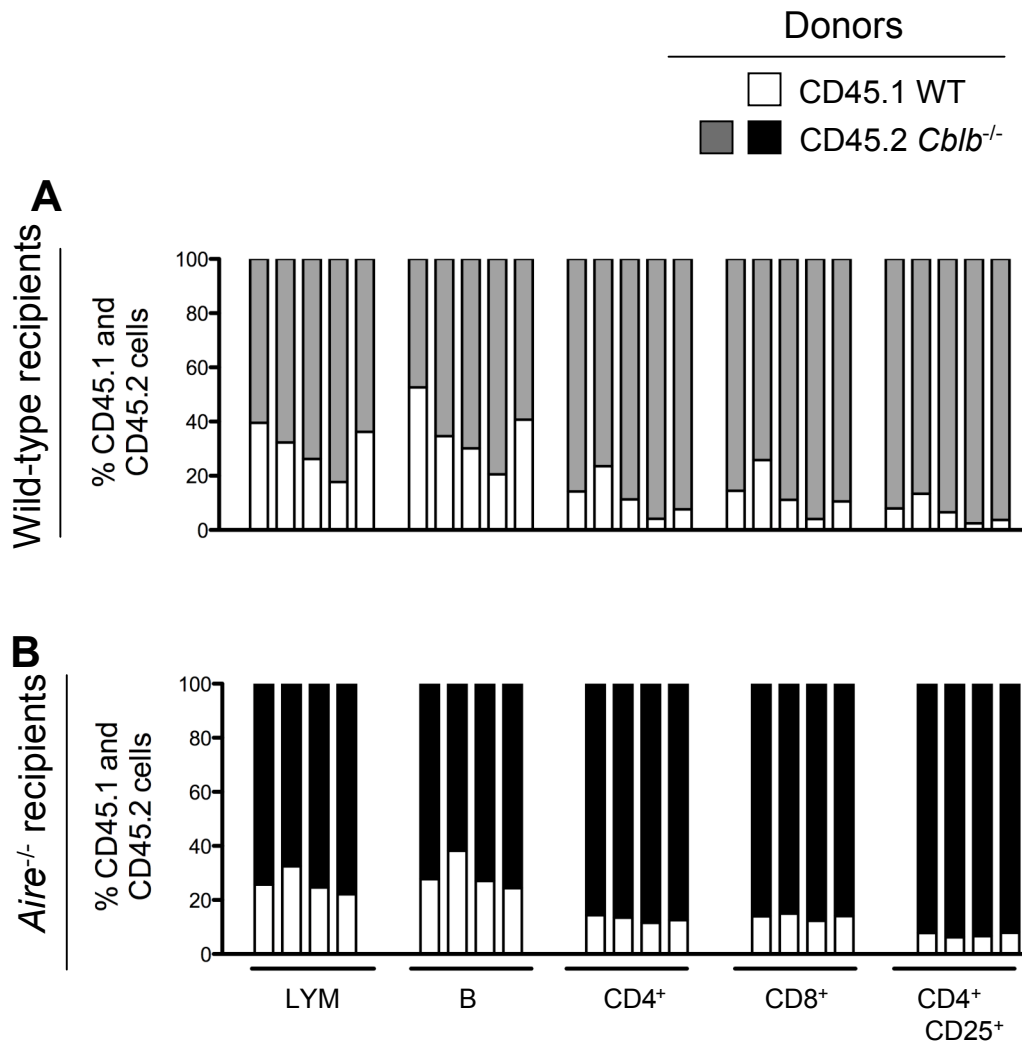 Donors
CD45.1 WT
CD45.2 Cblb-/-
A
Wild-type recipients
% CD45.1 and
CD45.2 cells
100
80
60
40
20
0
B
Aire-/- recipients
% CD45.1 and
CD45.2 cells
100
80
60
40
20
0
LYM
B
CD4+
CD8+
CD4+
CD25+